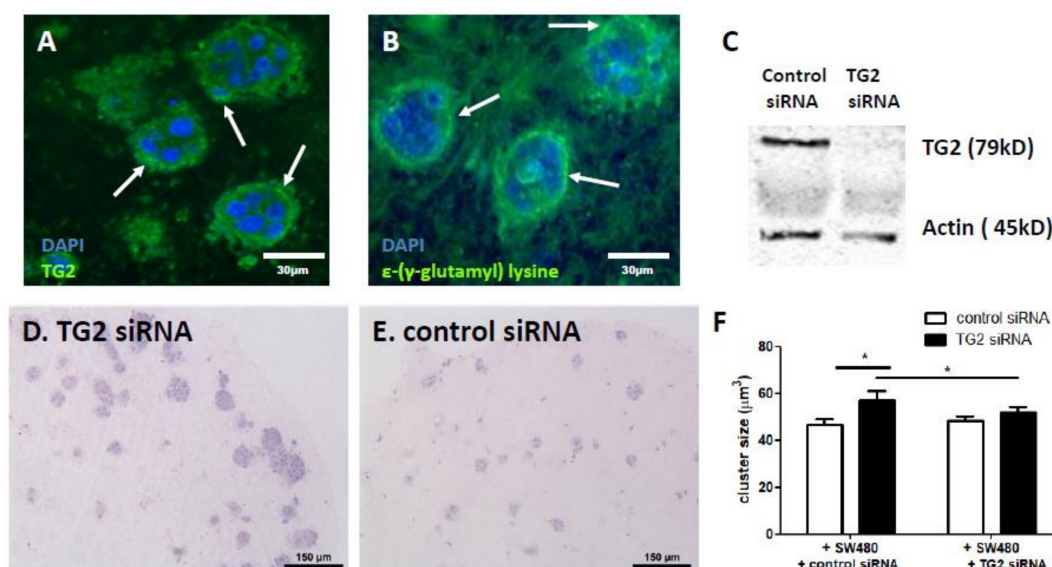 A
DAPI
TG2
30μm
B
DAPI
ε-(γ-glutamyl) lysine
30μm
C
Control siRNA
TG2 siRNA
TG2 (79kD)
Actin ( 45kD)
D. TG2 siRNA
150 μm
E. control siRNA
150 μm
F
control siRNA
TG2 siRNA
cluster size (μm³)
80
60
40
20
0
*
*
+ SW480
+ control siRNA
+ SW480
+ TG2 siRNA